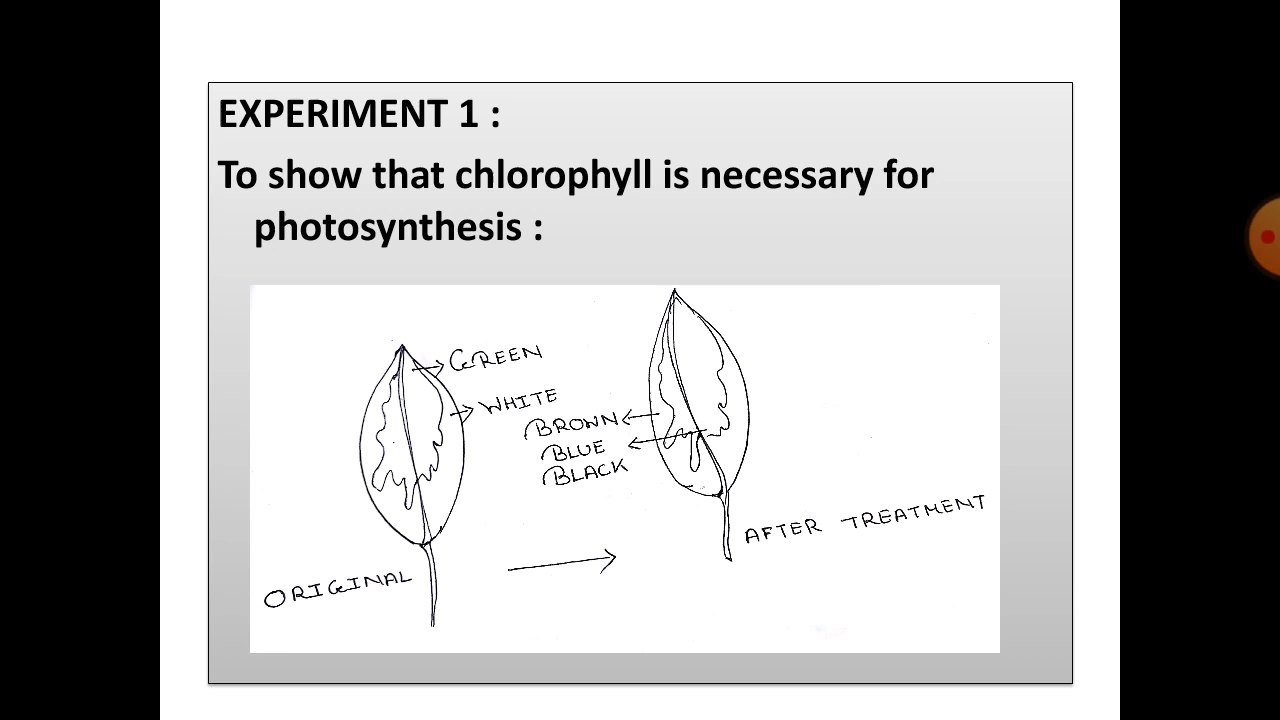 EXPERIMENT 1 :
To show that chlorophyll is necessary for
photosynthesis :
GREEN
WHITE
BROWN
BLUE
BLACK
AFTER TREATMENT
ORIGINAL